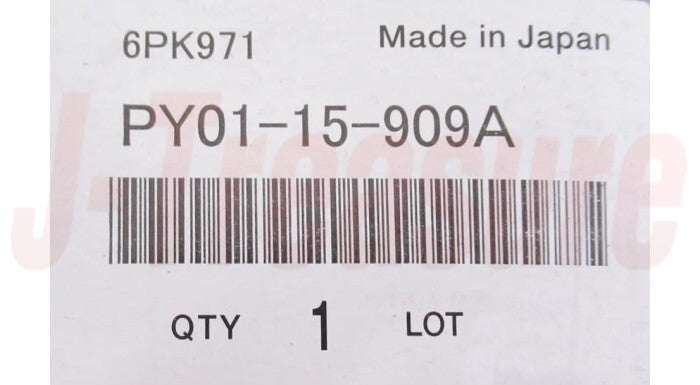 6PK971 Made in Japan
PY01-15-909A
J-Treasure
QTY 1 LOT